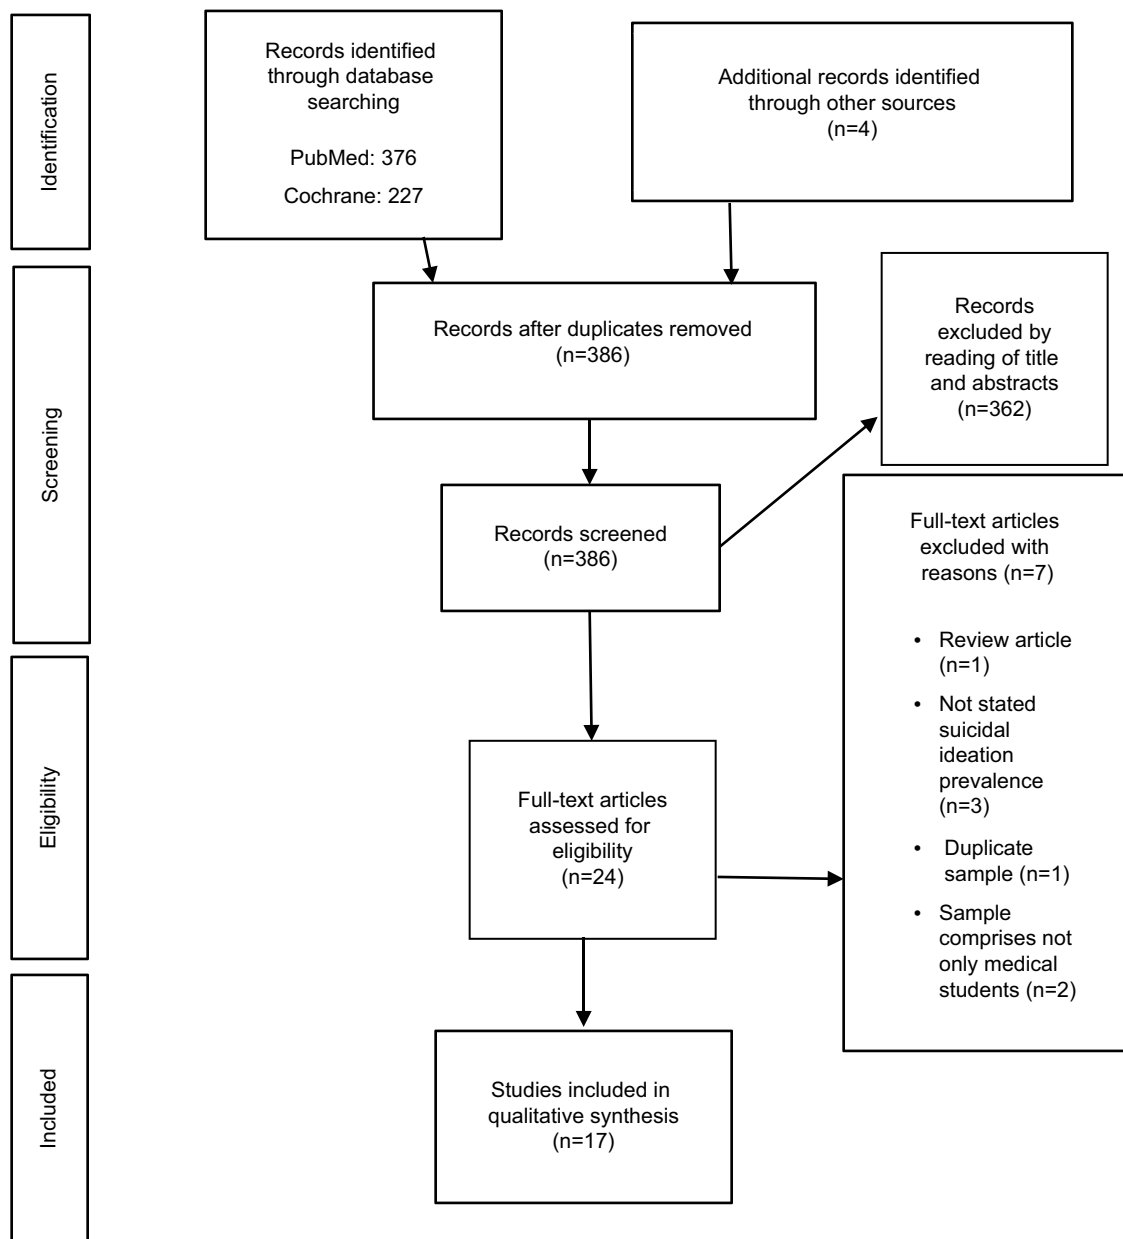 Identification
Records identified
through database
searching
PubMed: 376
Cochrane: 227
Additional records identified
through other sources
(n=4)
Screening
Records after duplicates removed
(n=386)
Records
excluded by
reading of title
and abstracts
(n=362)
Records screened
(n=386)
Full-text articles
excluded with
reasons (n=7)
• Review article
(n=1)
• Not stated
suicidal
ideation
prevalence
(n=3)
• Duplicate
sample (n=1)
• Sample
comprises not
only medical
students (n=2)
Eligibility
Full-text articles
assessed for
eligibility
(n=24)
Included
Studies included in
qualitative synthesis
(n=17)